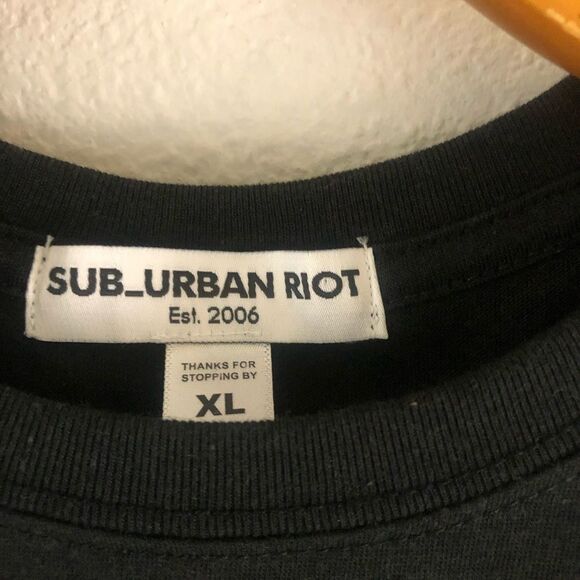 SUB_URBAN RIOT
Est. 2006
THANKS FOR
STOPPING BY
XL